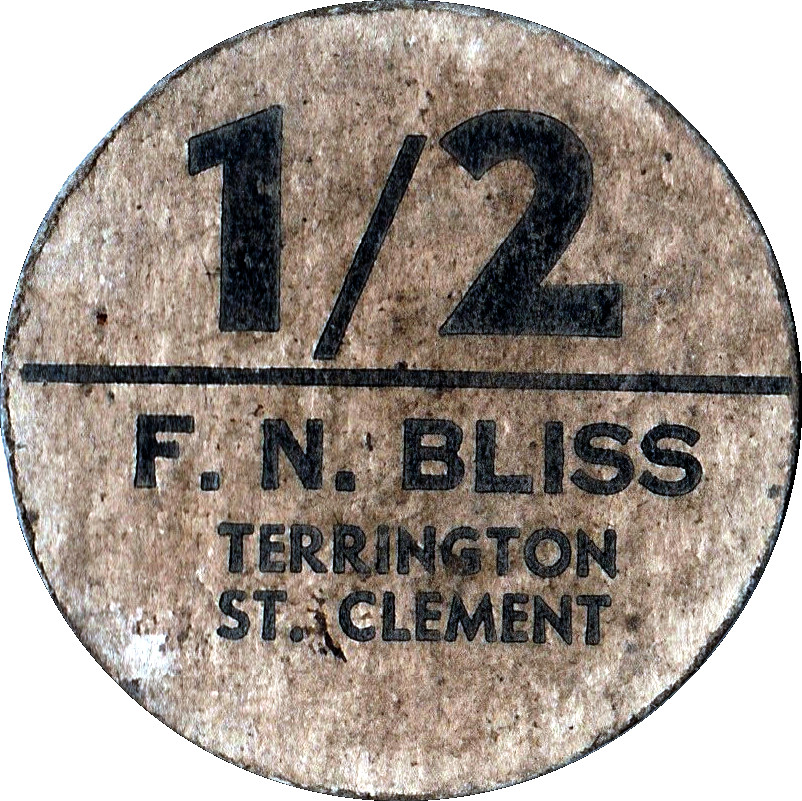 1/2
F. N. BLISS
TERRINGTON
ST. CLEMENT